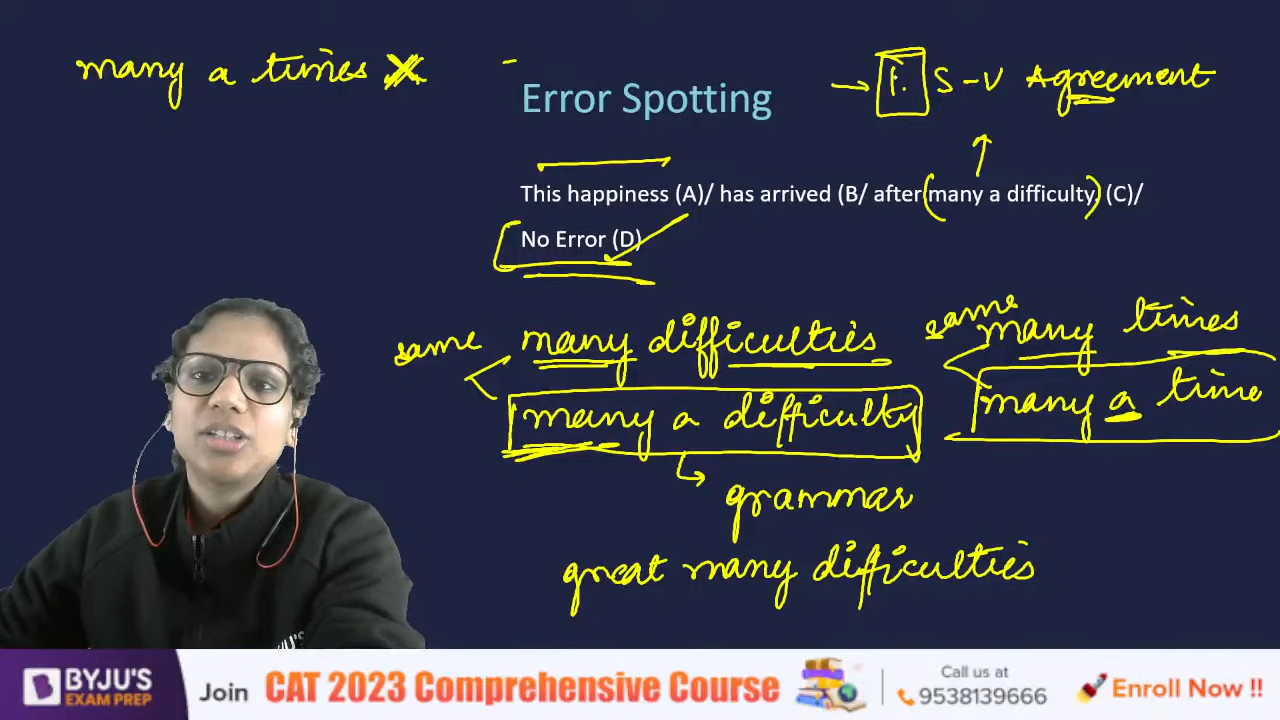 many a times X
Error Spotting
→ 1. S-V Agreement
This happiness (A)/ has arrived (B/ after (many a difficulty.) (C)/
No Error (D)
same many difficulties
many a difficulty
same many times
many a time
grammar
great many difficulties
BYJU'S
BYJU'S
EXAM PREP
Join CAT 2023 Comprehensive Course
Call us at
9538139666
Enroll Now !!